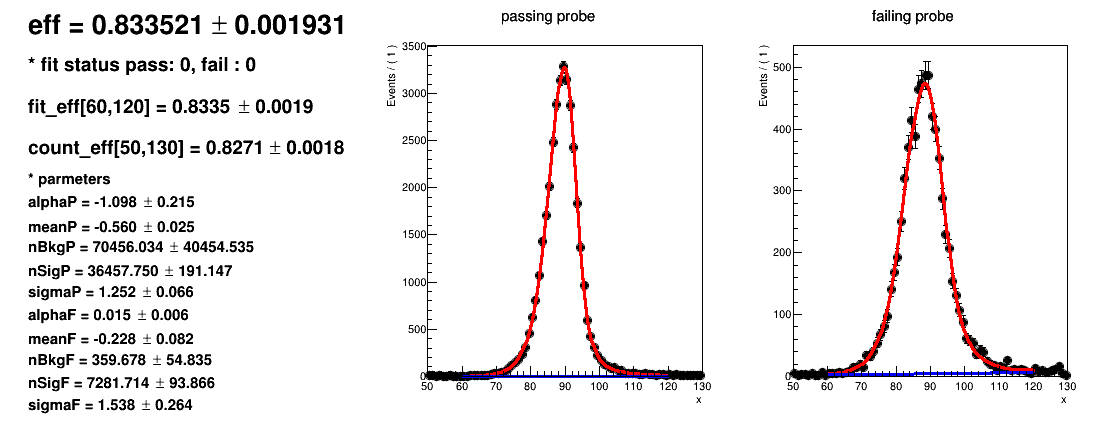 eff = 0.833521 ± 0.001931
* fit status pass: 0, fail : 0
fit_eff[60,120] = 0.8335 ± 0.0019
count_eff[50,130] = 0.8271 ± 0.0018
* parmeters
alphaP = -1.098 ± 0.215
meanP = -0.560 ± 0.025
nBkgP = 70456.034 ± 40454.535
nSigP = 36457.750 ± 191.147
sigmaP = 1.252 ± 0.066
alphaF = 0.015 ± 0.006
meanF = -0.228 ± 0.082
nBkgF = 359.678 ± 54.835
nSigF = 7281.714 ± 93.866
sigmaF = 1.538 ± 0.264
passing probe
Events / ( 1 )
3500
3000
2500
2000
1500
1000
500
0
50 60 70 80 90 100 110 120 130
x
failing probe
Events / ( 1 )
500
400
300
200
100
0
50 60 70 80 90 100 110 120 130
x